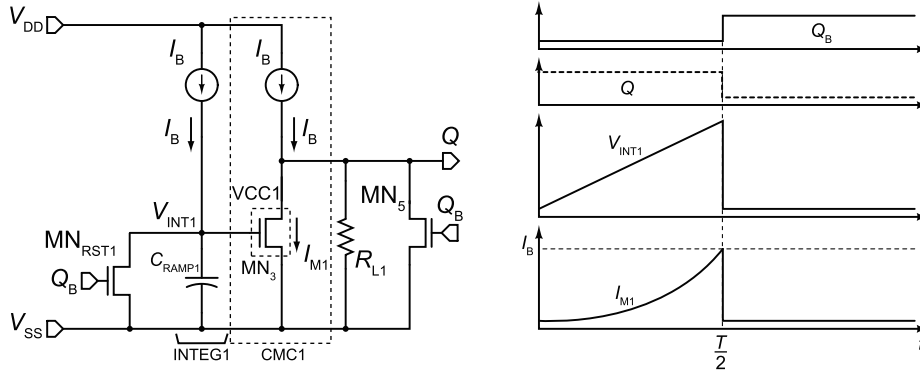 VDD
IB
IB
IB
IB
Q
VCC1
MN5
QB
VINT1
MNRST1
QB
CRAMP1
MN3
IM1
RL1
VSS
INTEG1
CMC1
QB
Q
VINT1
IB
IM1
T
2
t